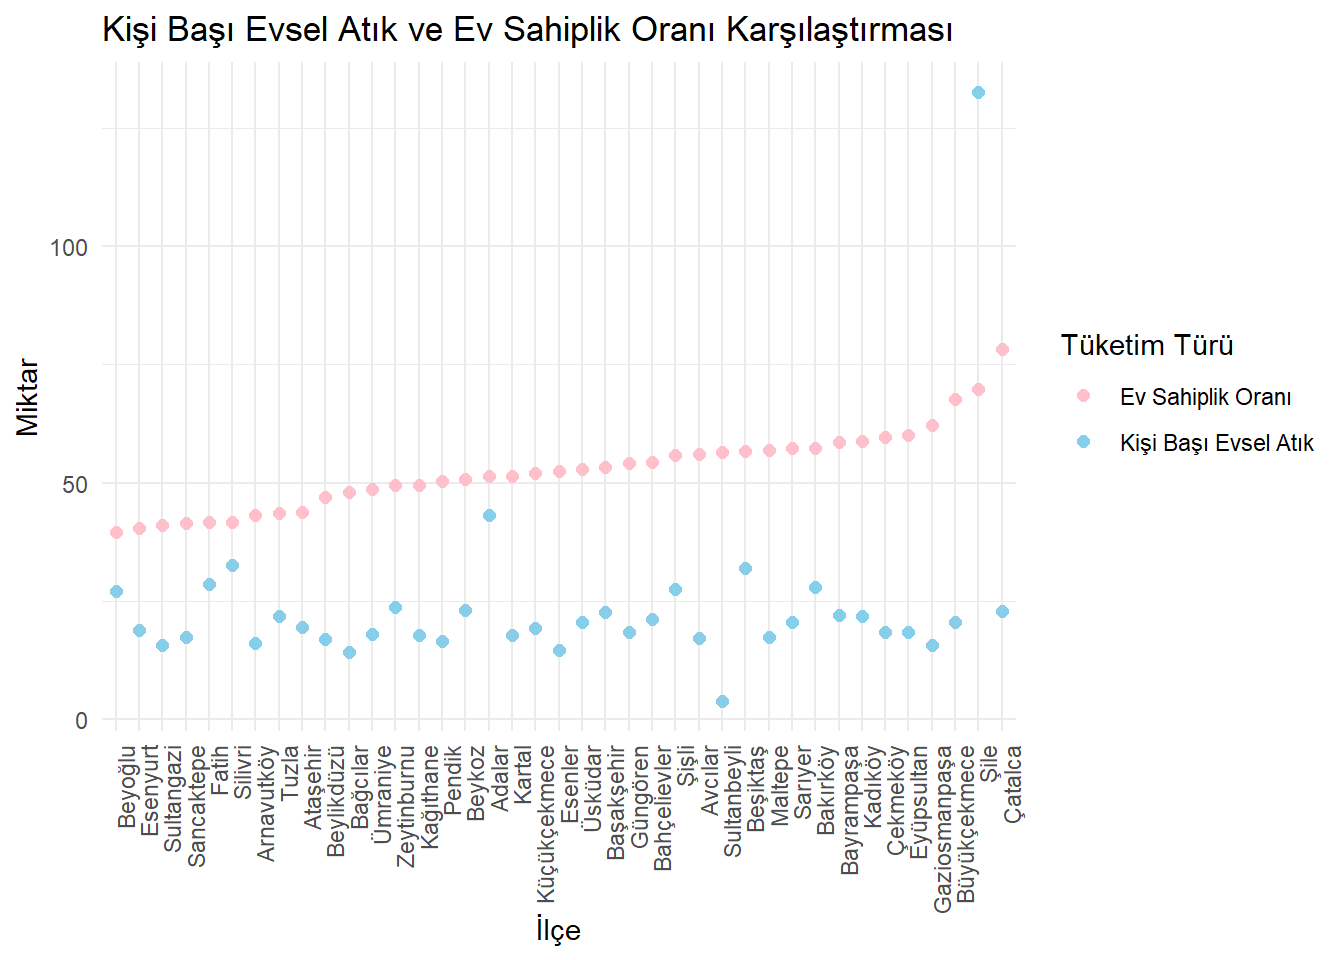 Kişi Başı Evsel Atık ve Ev Sahiplik Oranı Karşılaştırması
Miktar
100
50
0
Beyoğlu
Esenyurt
Sultangazi
Sancaktepe
Fatih
Silivri
Arnavutköy
Tuzla
Ataşehir
Beylikdüzü
Bağcılar
Ümraniye
Zeytinburnu
Kağıthane
Pendik
Beykoz
Adalar
Kartal
Küçükçekmece
Esenler
Üsküdar
Başakşehir
Güngören
Bahçelievler
Şişli
Avcılar
Sultanbeyli
Beşiktaş
Maltepe
Sarıyer
Bakırköy
Bayrampaşa
Kadıköy
Çekmeköy
Eyüpsultan
Gaziosmanpaşa
Büyükçekmece
Şile
Çatalca
İlçe
Tüketim Türü
Ev Sahiplik Oranı
Kişi Başı Evsel Atık